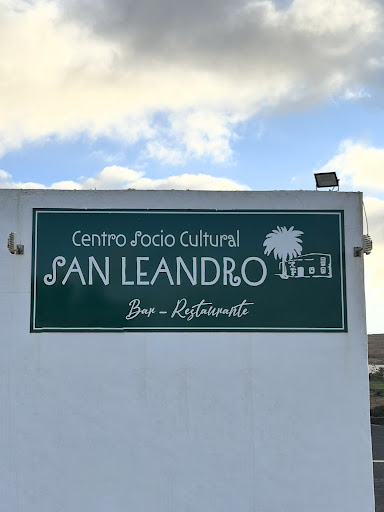 Centro Socio Cultural
SAN LEANDRO
Bar - Restaurante